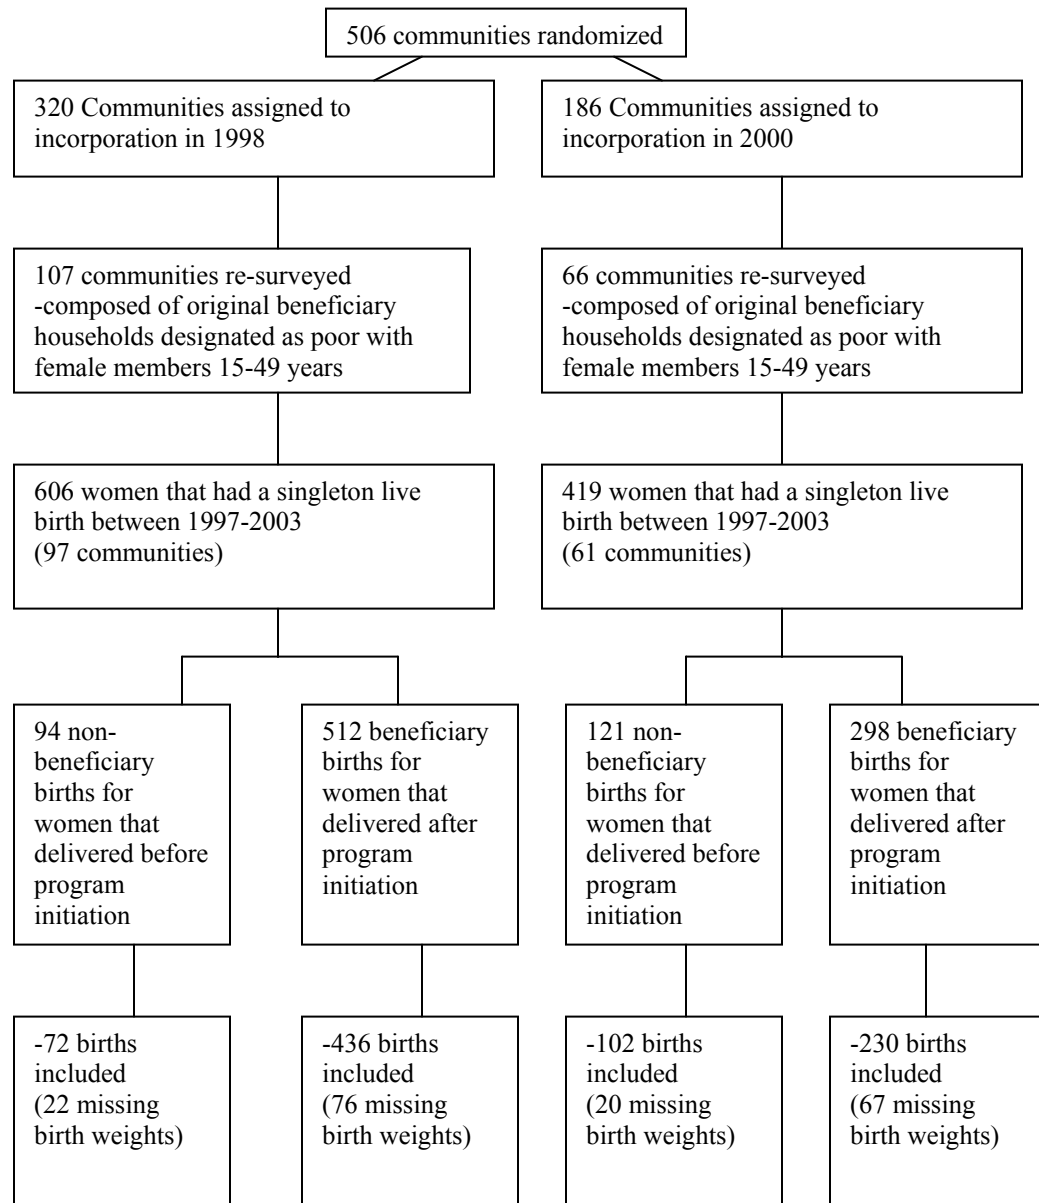 506 communities randomized
320 Communities assigned to
incorporation in 1998
186 Communities assigned to
incorporation in 2000
107 communities re-surveyed
-composed of original beneficiary
households designated as poor with
female members 15-49 years
66 communities re-surveyed
-composed of original beneficiary
households designated as poor with
female members 15-49 years
606 women that had a singleton live
birth between 1997-2003
(97 communities)
419 women that had a singleton live
birth between 1997-2003
(61 communities)
94 non-
beneficiary
births for
women that
delivered before
program
initiation
512 beneficiary
births for
women that
delivered after
program
initiation
121 non-
beneficiary
births for
women that
delivered before
program
initiation
298 beneficiary
births for
women that
delivered after
program
initiation
-72 births
included
(22 missing
birth weights)
-436 births
included
(76 missing
birth weights)
-102 births
included
(20 missing
birth weights)
-230 births
included
(67 missing
birth weights)